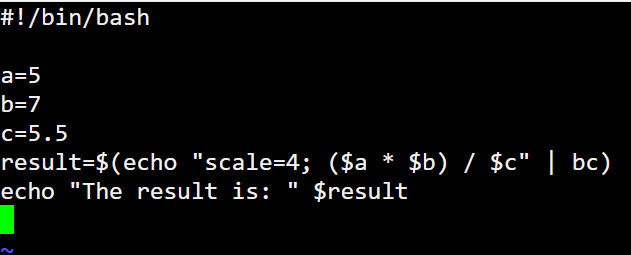 #!/bin/bash

a=5
b=7
c=5.5
result=$(echo "scale=4; ($a * $b) / $c" | bc)
echo "The result is: " $result
~